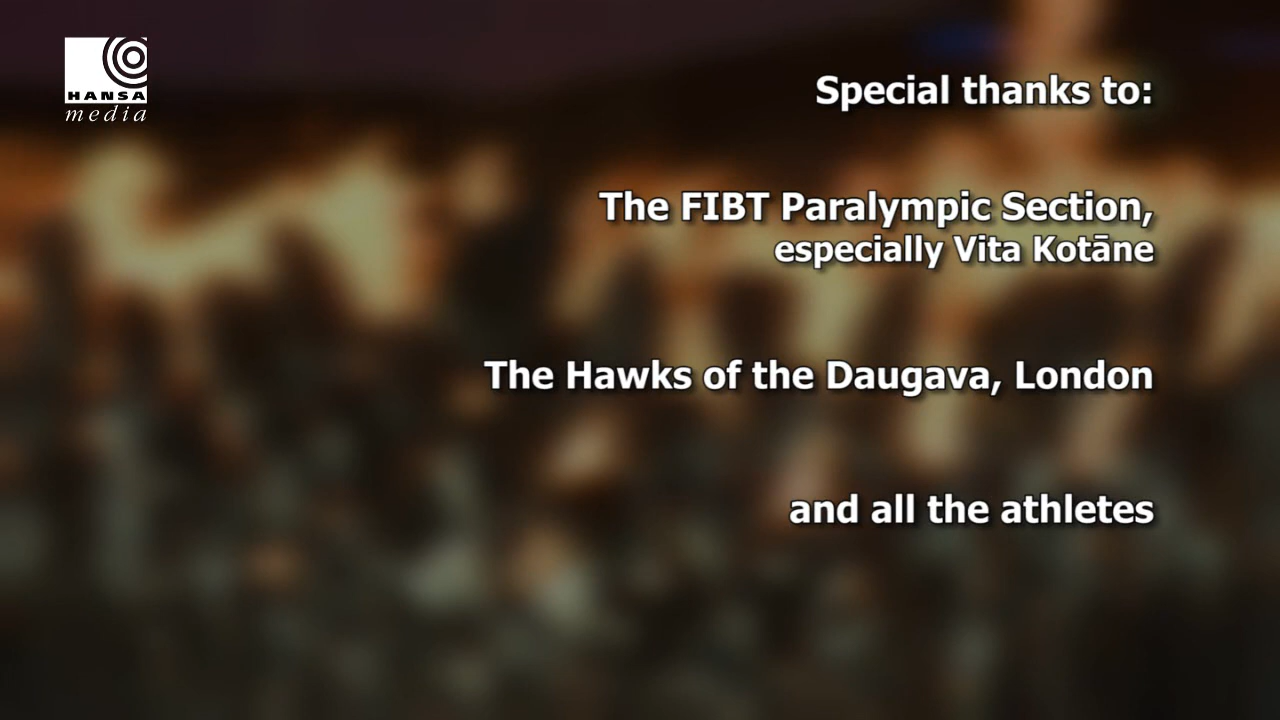 HANSA
media
Special thanks to:
The FIBT Paralympic Section,
especially Vita Kotāne
The Hawks of the Daugava, London
and all the athletes